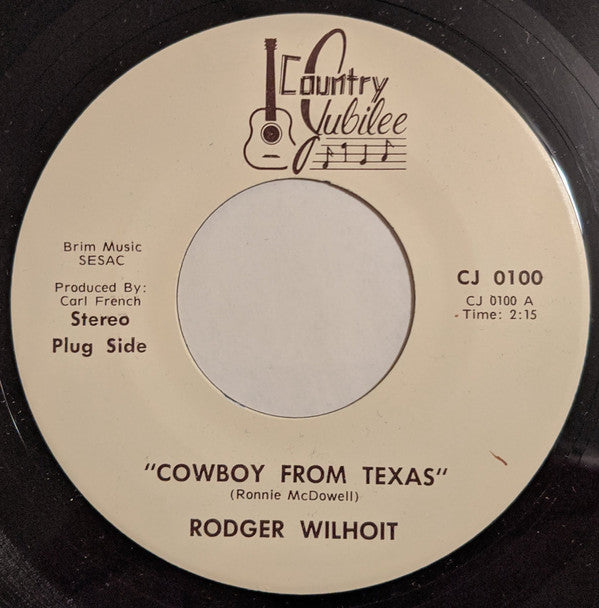 Country
Jubilee
Brim Music
SESAC
Produced By:
Carl French
Stereo
Plug Side
CJ 0100
CJ 0100 A
Time: 2:15
"COWBOY FROM TEXAS"
(Ronnie McDowell)
RODGER WILHOIT